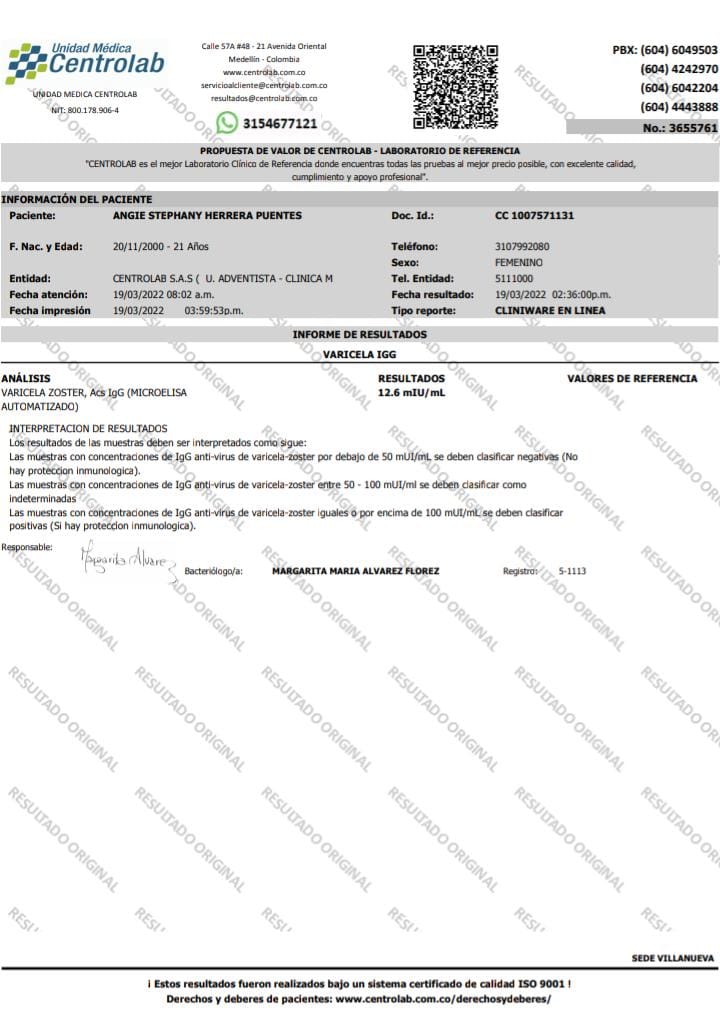 Unidad Médica
Centrolab
UNIDAD MEDICA CENTROLAB
NIT: 800.178.906-4
Calle 57A #48 - 21 Avenida Oriental
Medellín - Colombia
www.centrolab.com.co
servicioalcliente@centrolab.com.co
resultados@centrolab.com.co
3154677121
PBX: (604) 6049503
(604) 4242970
(604) 6042204
(604) 4443888
No.: 3655761
PROPUESTA DE VALOR DE CENTROLAB - LABORATORIO DE REFERENCIA
"CENTROLAB es el mejor Laboratorio Clínico de Referencia donde encuentras todas las pruebas al mejor precio posible, con excelente calidad,
cumplimiento y apoyo profesional".
INFORMACIÓN DEL PACIENTE
Paciente: ANGIE STEPHANY HERRERA PUENTES Doc. Id.: CC 1007571131
F. Nac. y Edad: 20/11/2000 - 21 Años Teléfono: 3107992080
Sexo: FEMENINO
Entidad: CENTROLAB S.A.S ( U. ADVENTISTA - CLINICA M Tel. Entidad: 5111000
Fecha atención: 19/03/2022 08:02 a.m. Fecha resultado: 19/03/2022 02:36:00p.m.
Fecha impresión 19/03/2022 03:59:53p.m. Tipo reporte: CLINIWARE EN LINEA
INFORME DE RESULTADOS
VARICELA IGG
ANÁLISIS RESULTADOS VALORES DE REFERENCIA
VARICELA ZOSTER, Acs IgG (MICROELISA 12.6 mIU/mL
AUTOMATIZADO)
INTERPRETACION DE RESULTADOS
Los resultados de las muestras deben ser interpretados como sigue:
Las muestras con concentraciones de IgG anti-virus de varicela-zoster por debajo de 50 mUI/mL se deben clasificar negativas (No
hay proteccion inmunologica).
Las muestras con concentraciones de IgG anti-virus de varicela-zoster entre 50 - 100 mUI/ml se deben clasificar como
indeterminadas
Las muestras con concentraciones de IgG anti-virus de varicela-zoster iguales o por encima de 100 mUI/mL se deben clasificar
positivas (Si hay proteccion inmunologica).
Responsable:
Margarita Alvarez
Bacteriólogo/a: MARGARITA MARIA ALVAREZ FLOREZ Registro: 5-1113
RESULTADO ORIGINAL
SEDE VILLANUEVA
¡ Estos resultados fueron realizados bajo un sistema certificado de calidad ISO 9001 !
Derechos y deberes de pacientes: www.centrolab.com.co/derechosydeberes/